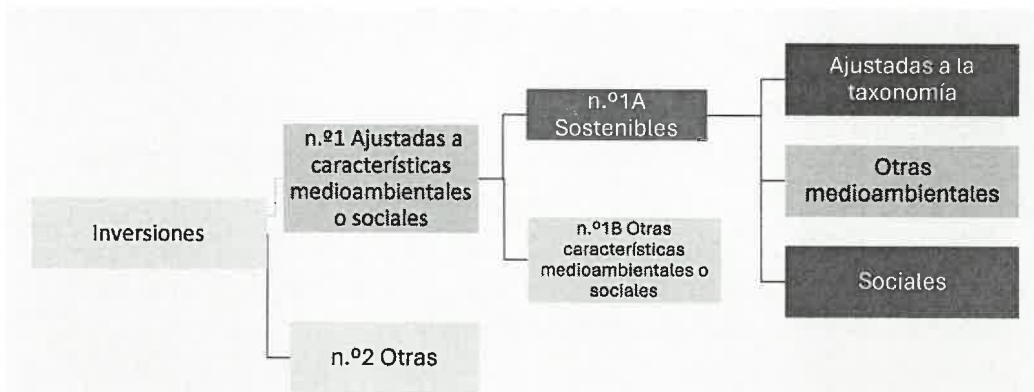 Inversiones
n.º1 Ajustadas a
características
medioambientales
o sociales
n.º2 Otras
n.º1A
Sostenibles
n.º1B Otras
características
medioambientales o
sociales
Ajustadas a la
taxonomía
Otras
medioambientales
Sociales